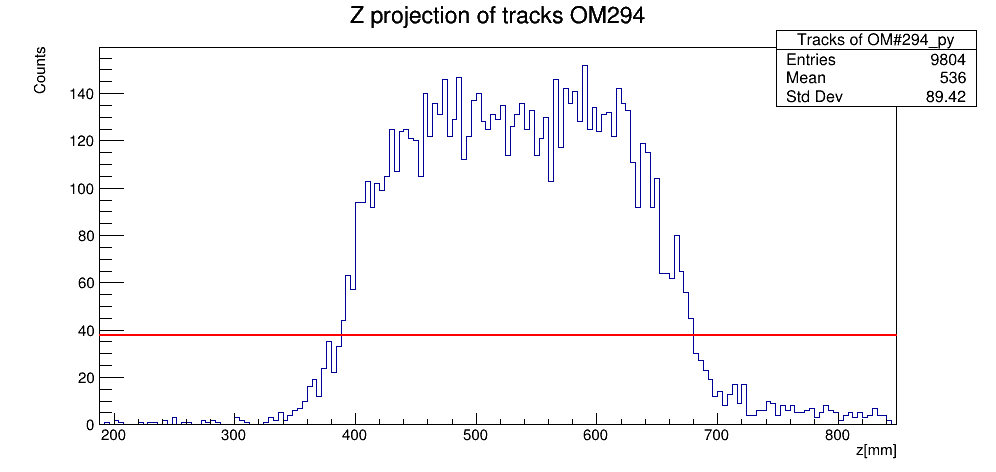 Z projection of tracks OM294
Counts
Tracks of OM#294_py
Entries 9804
Mean 536
Std Dev 89.42
140
120
100
80
60
40
20
0
200 300 400 500 600 700 800
z[mm]